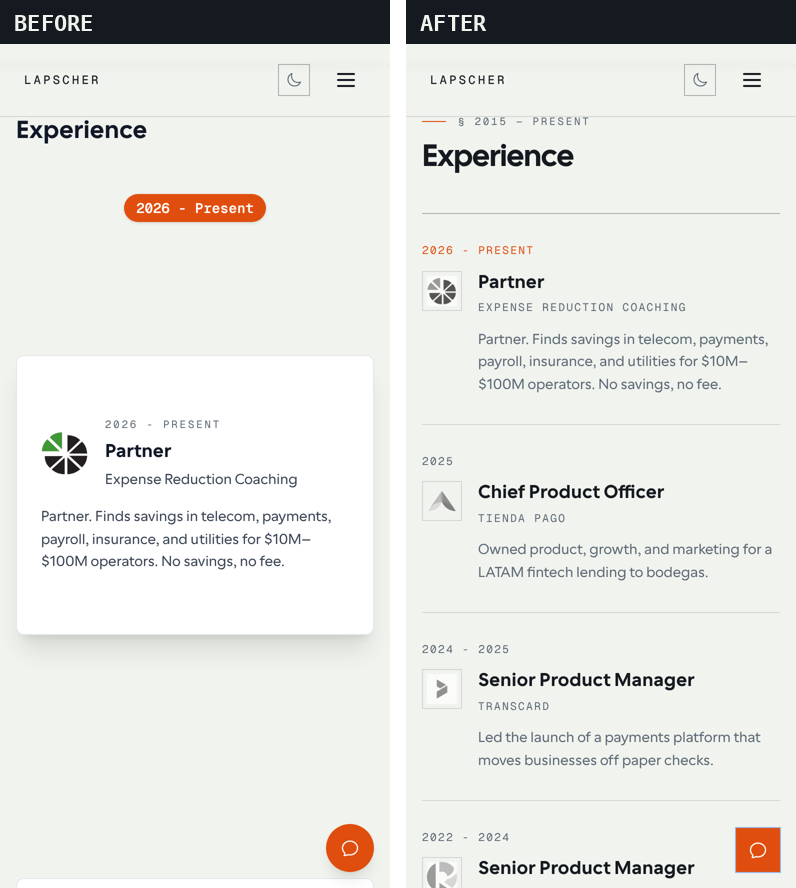 BEFORE
LAPSCHER
Experience
2026 - Present
2026 - PRESENT
Partner
Expense Reduction Coaching
Partner. Finds savings in telecom, payments,
payroll, insurance, and utilities for $10M–
$100M operators. No savings, no fee.
AFTER
LAPSCHER
§ 2015 — PRESENT
Experience
2026 - PRESENT
Partner
EXPENSE REDUCTION COACHING
Partner. Finds savings in telecom, payments,
payroll, insurance, and utilities for $10M–
$100M operators. No savings, no fee.
2025
Chief Product Officer
TIENDA PAGO
Owned product, growth, and marketing for a
LATAM fintech lending to bodegas.
2024 - 2025
Senior Product Manager
TRANSCARD
Led the launch of a payments platform that
moves businesses off paper checks.
2022 - 2024
Senior Product Manager